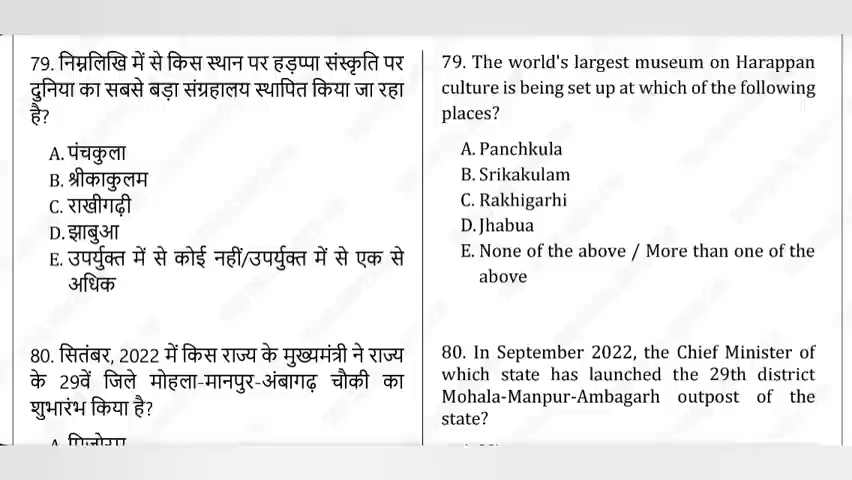 79. निम्नलिखि में से किस स्थान पर हड़प्पा संस्कृति पर
दुनिया का सबसे बड़ा संग्रहालय स्थापित किया जा रहा
है?
A. पंचकुला
B. श्रीकाकुलम
C. राखीगढ़ी
D. झाबुआ
E. उपर्युक्त में से कोई नहीं/उपर्युक्त में से एक से
अधिक
80. सितंबर, 2022 में किस राज्य के मुख्यमंत्री ने राज्य
के 29वें जिले मोहला-मानपुर-अंबागढ़ चौकी का
शुभारंभ किया है?
79. The world's largest museum on Harappan
culture is being set up at which of the following
places?
A. Panchkula
B. Srikakulam
C. Rakhigarhi
D. Jhabua
E. None of the above / More than one of the
above
80. In September 2022, the Chief Minister of
which state has launched the 29th district
Mohala-Manpur-Ambagarh outpost of the
state?